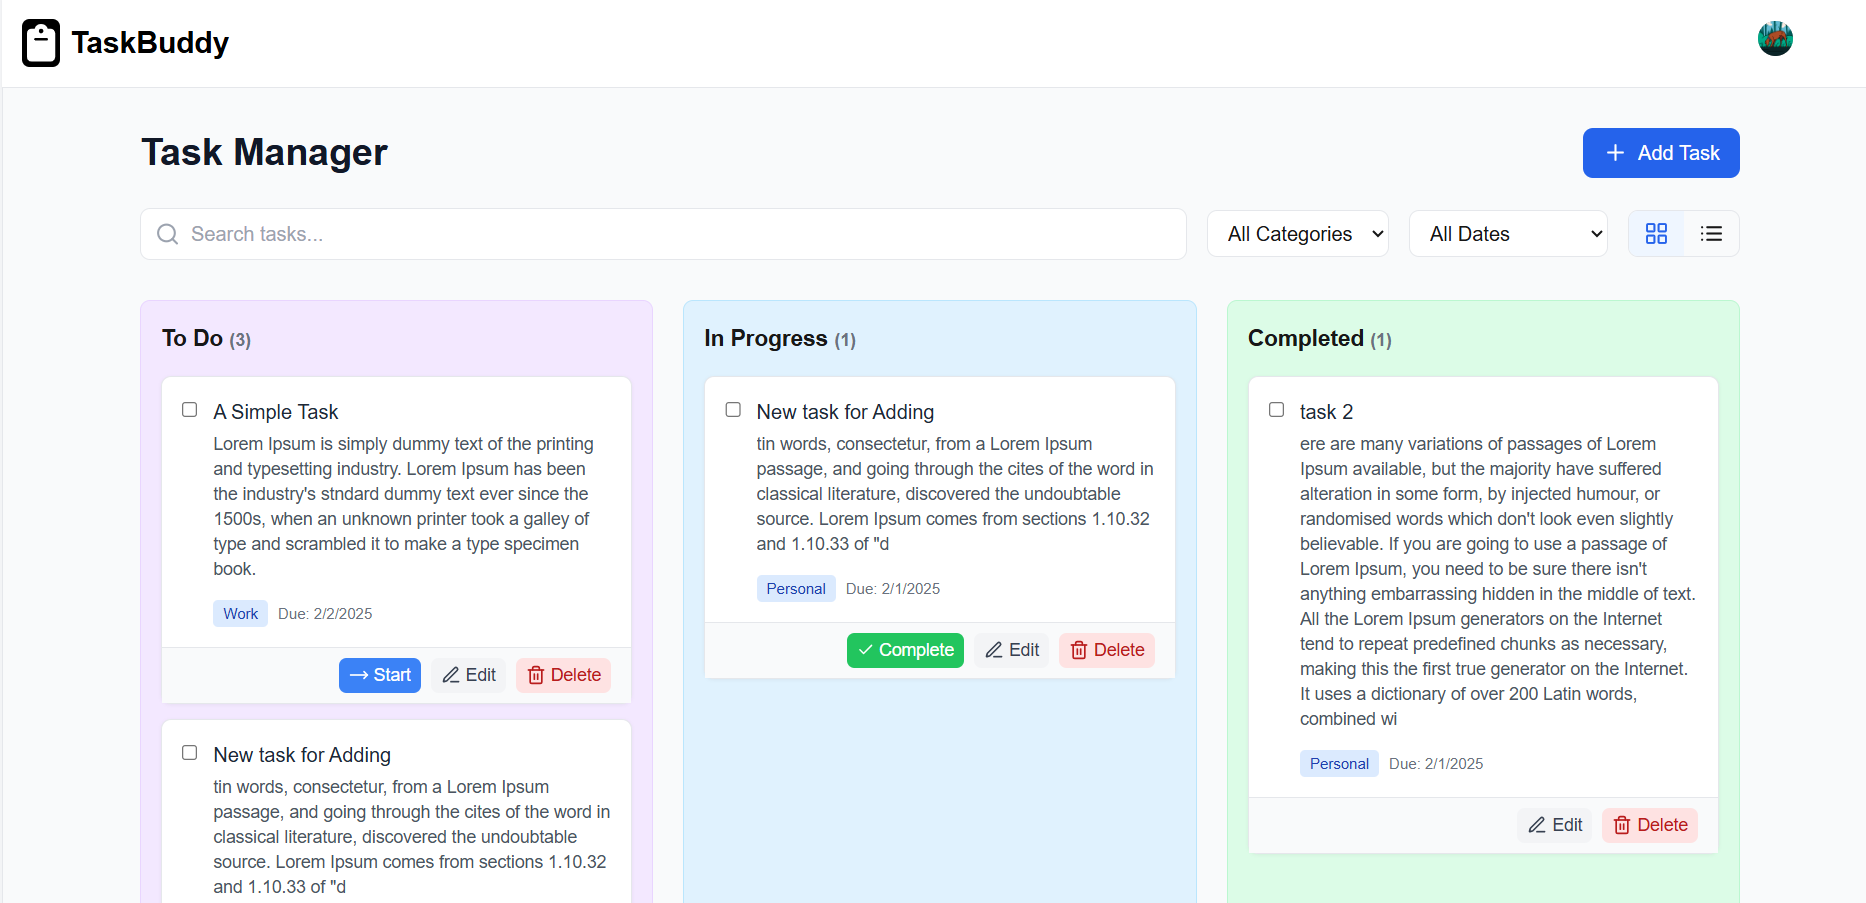 TaskBuddy
Task Manager
Add Task
Search tasks...
All Categories
All Dates
To Do (3)
A Simple Task
Lorem Ipsum is simply dummy text of the printing
and typesetting industry. Lorem Ipsum has been
the industry's stndard dummy text ever since the
1500s, when an unknown printer took a galley of
type and scrambled it to make a type specimen
book.
Work Due: 2/2/2025
Start Edit Delete
New task for Adding
tin words, consectetur, from a Lorem Ipsum
passage, and going through the cites of the word in
classical literature, discovered the undoubtable
source. Lorem Ipsum comes from sections 1.10.32
and 1.10.33 of "d
In Progress (1)
New task for Adding
tin words, consectetur, from a Lorem Ipsum
passage, and going through the cites of the word in
classical literature, discovered the undoubtable
source. Lorem Ipsum comes from sections 1.10.32
and 1.10.33 of "d
Personal Due: 2/1/2025
Complete Edit Delete
Completed (1)
task 2
ere are many variations of passages of Lorem
Ipsum available, but the majority have suffered
alteration in some form, by injected humour, or
randomised words which don't look even slightly
believable. If you are going to use a passage of
Lorem Ipsum, you need to be sure there isn't
anything embarrassing hidden in the middle of text.
All the Lorem Ipsum generators on the Internet
tend to repeat predefined chunks as necessary,
making this the first true generator on the Internet.
It uses a dictionary of over 200 Latin words,
combined wi
Personal Due: 2/1/2025
Edit Delete